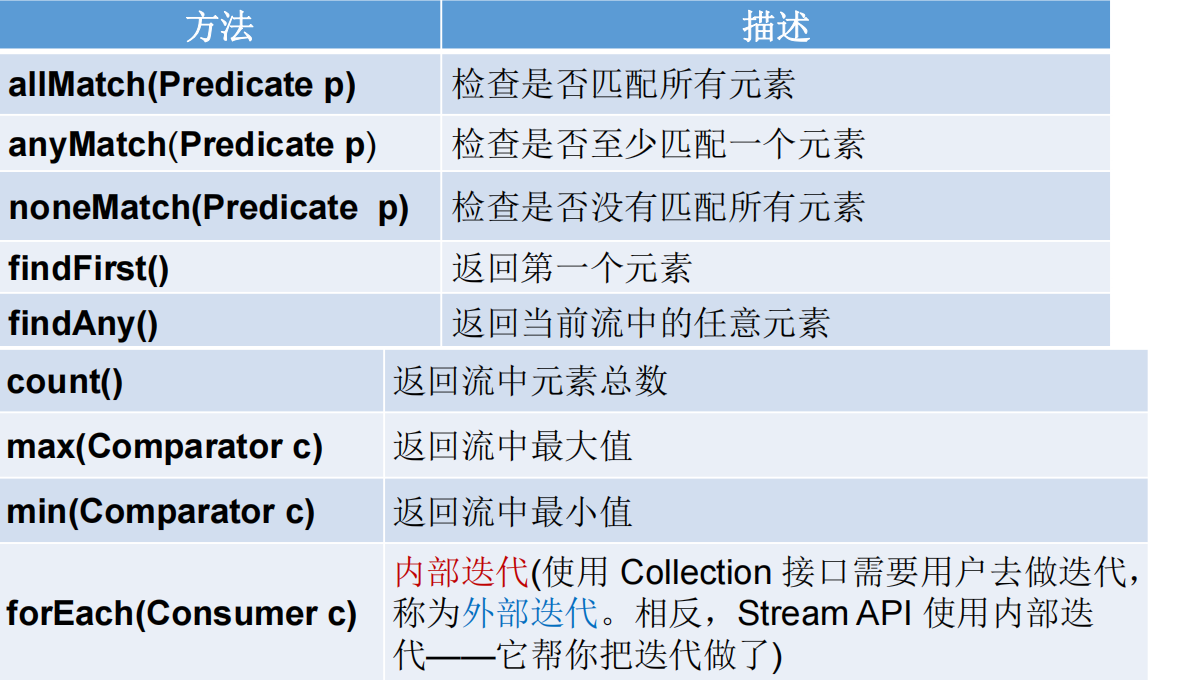 方法 描述
allMatch(Predicate p) 检查是否匹配所有元素
anyMatch(Predicate p) 检查是否至少匹配一个元素
noneMatch(Predicate  p) 检查是否没有匹配所有元素
findFirst() 返回第一个元素
findAny() 返回当前流中的任意元素
count() 返回流中元素总数
max(Comparator c) 返回流中最大值
min(Comparator c) 返回流中最小值
forEach(Consumer c)
内部迭代(使用 Collection 接口需要用户去做迭代，
称为外部迭代。相反，Stream API 使用内部迭
代——它帮你把迭代做了)